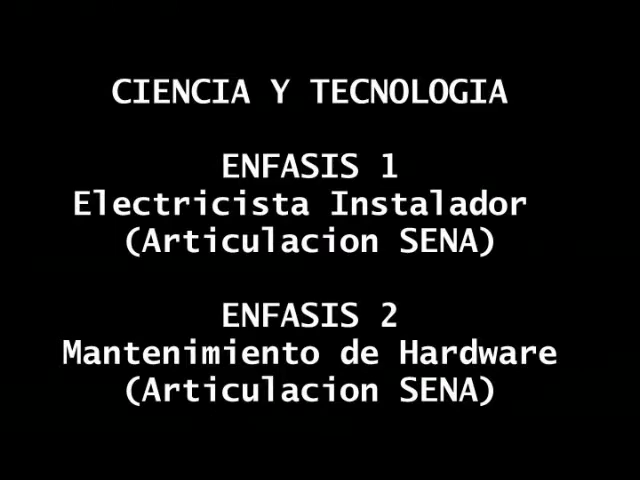 CIENCIA Y TECNOLOGIA
ENFASIS 1
Electricista Instalador
(Articulacion SENA)
ENFASIS 2
Mantenimiento de Hardware
(Articulacion SENA)